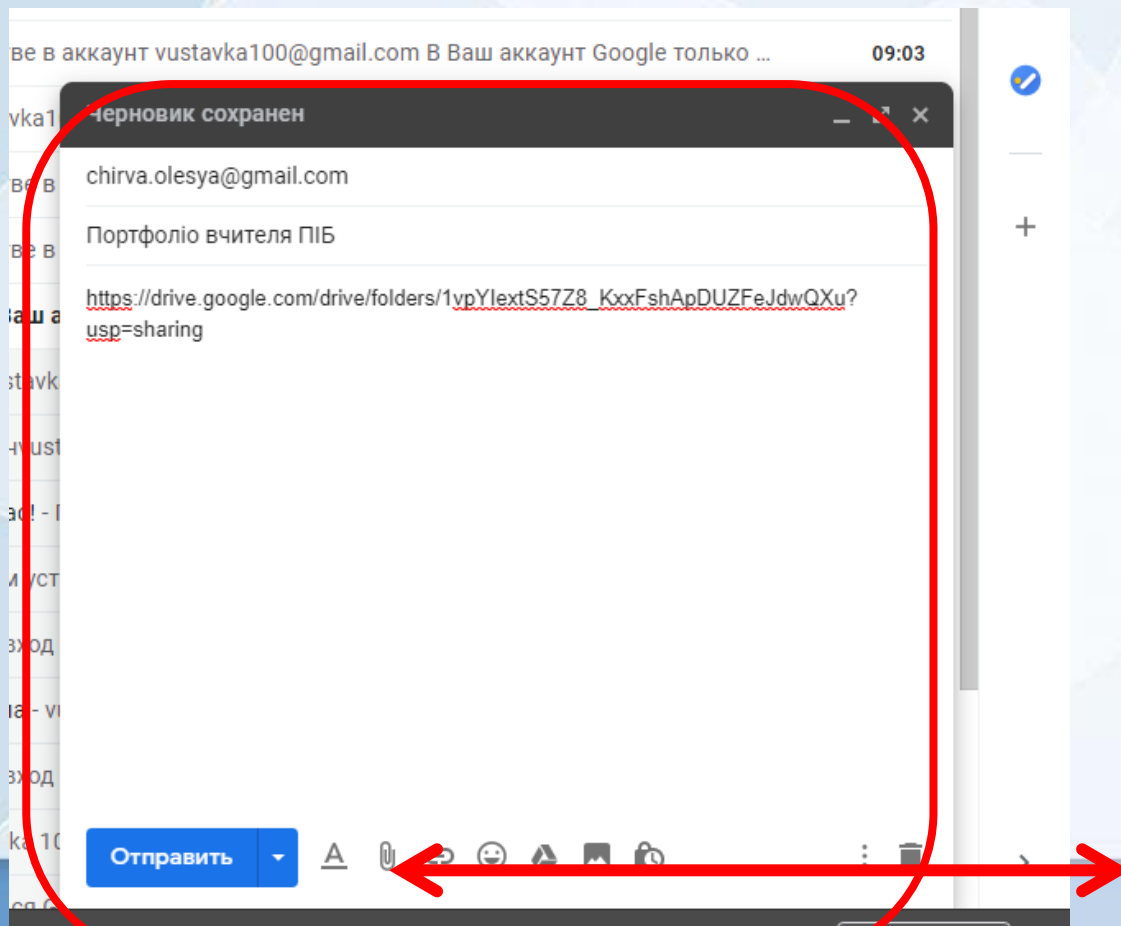 ве в аккаунт vustavka100@gmail.com В Ваш аккаунт Google только ... 09:03
Черновик сохранен
chirva.olesya@gmail.com
Портфоліо вчителя ПІБ
https://drive.google.com/drive/folders/1vpYIextS57Z8_KxxFshApDUZFeJdwQXu?
usp=sharing
Отправить